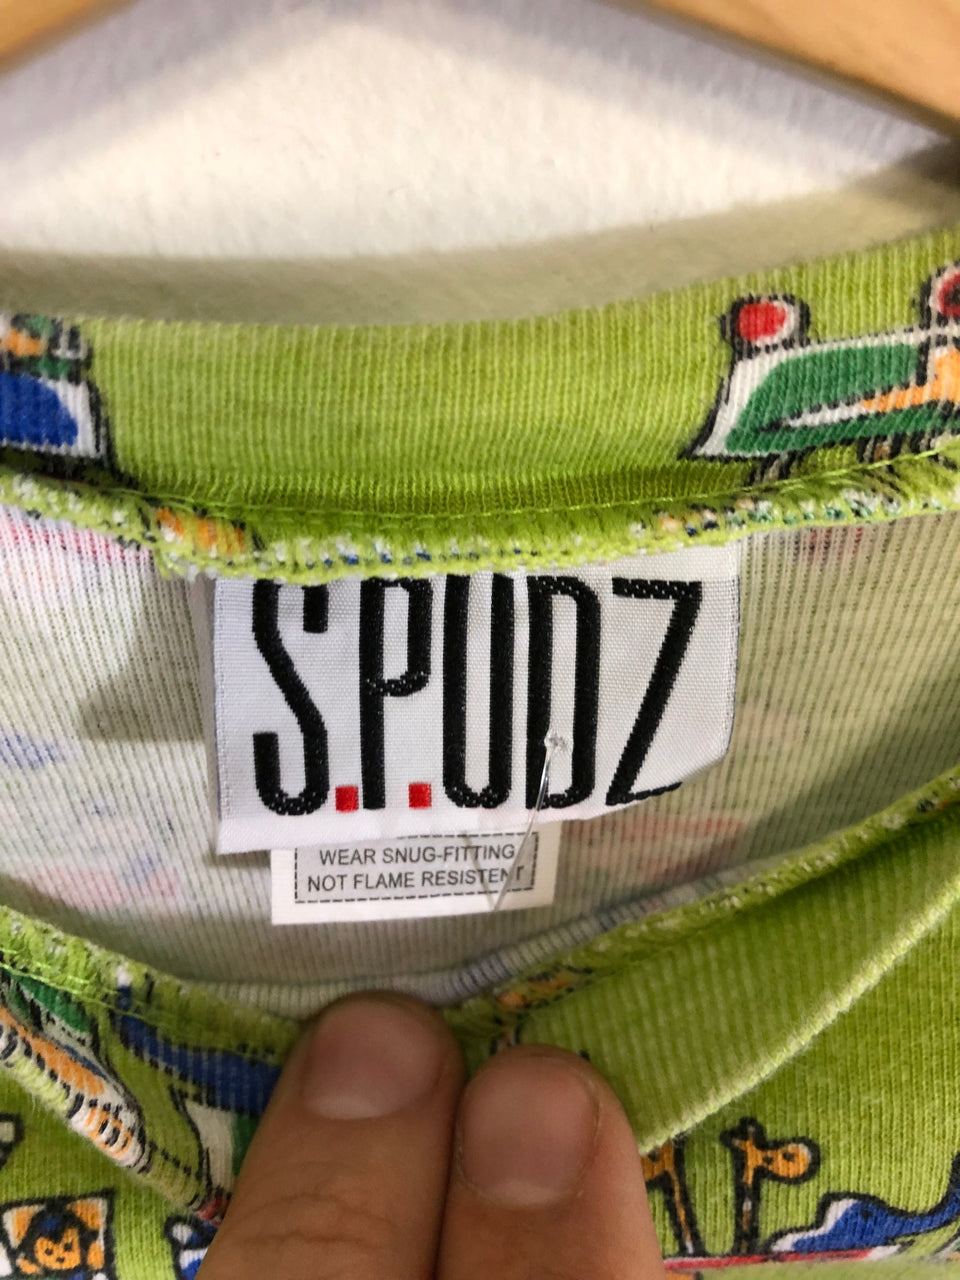 S.P.UDZ
WEAR SNUG-FITTING
NOT FLAME RESISTENT